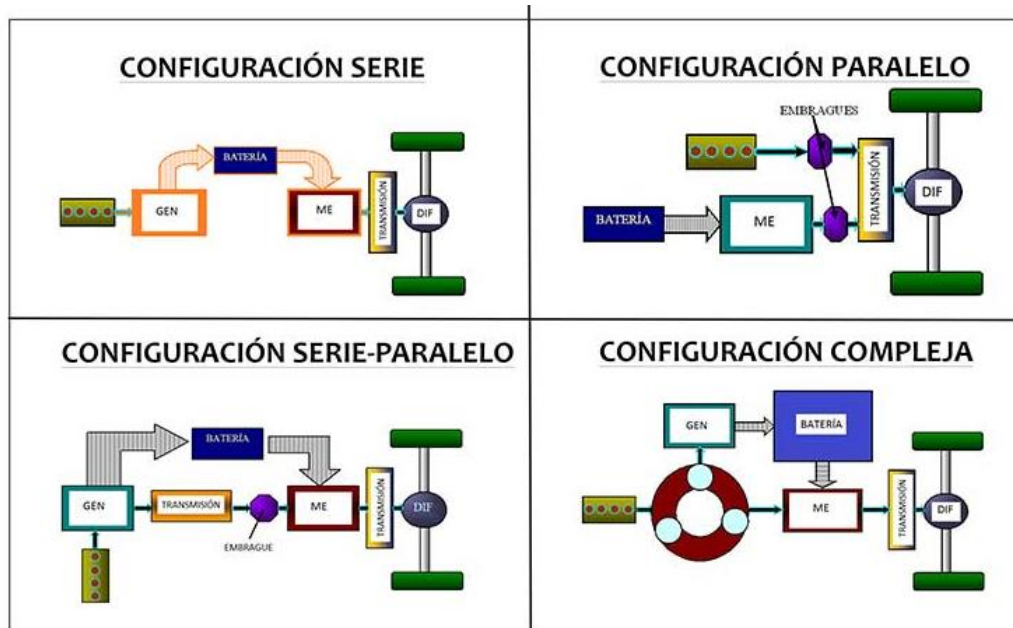 CONFIGURACIÓN SERIE
BATERÍA
GEN
ME
TRANSMISIÓN
DIF
CONFIGURACIÓN PARALELO
EMBRAGUES
BATERÍA
ME
TRANSMISIÓN
DIF
CONFIGURACIÓN SERIE-PARALELO
BATERÍA
GEN
TRANSMISIÓN
EMBRAGUE
ME
TRANSMISIÓN
DIF
CONFIGURACIÓN COMPLEJA
GEN
BATERÍA
ME
TRANSMISIÓN
DIF